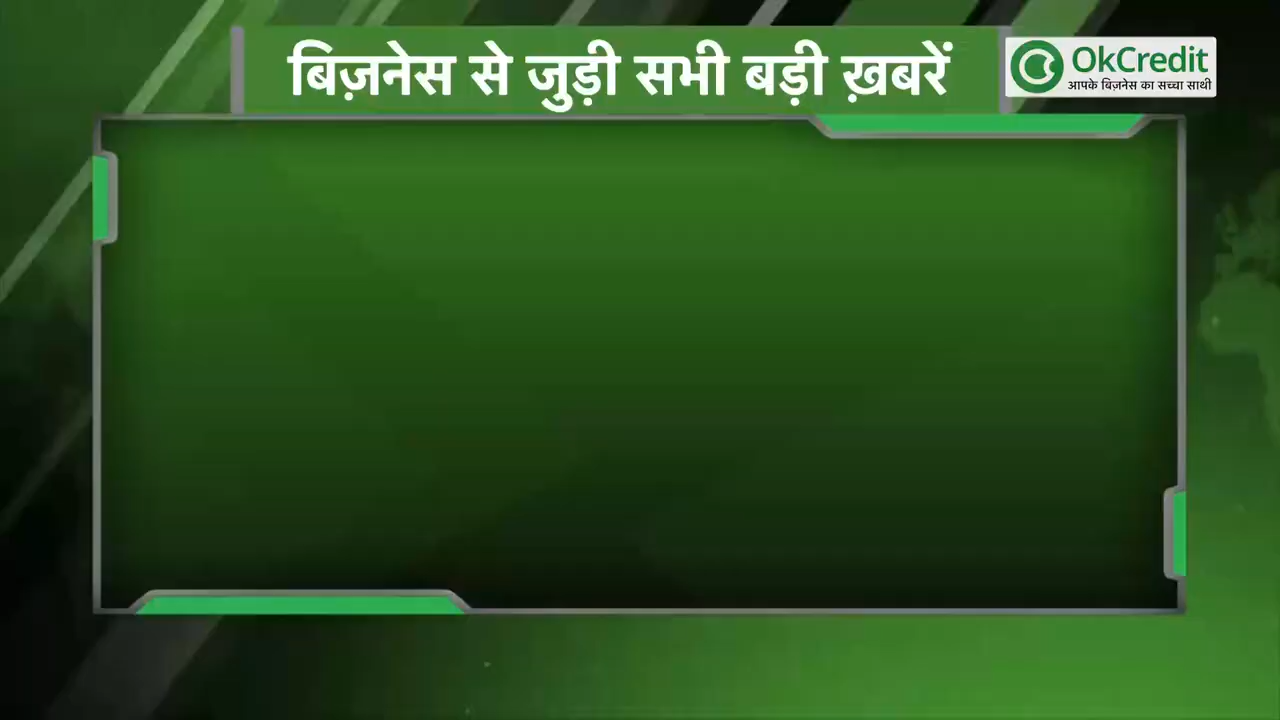 बिज़नेस से जुड़ी सभी बड़ी ख़बरें
OkCredit
आपके बिज़नेस का सच्चा साथी